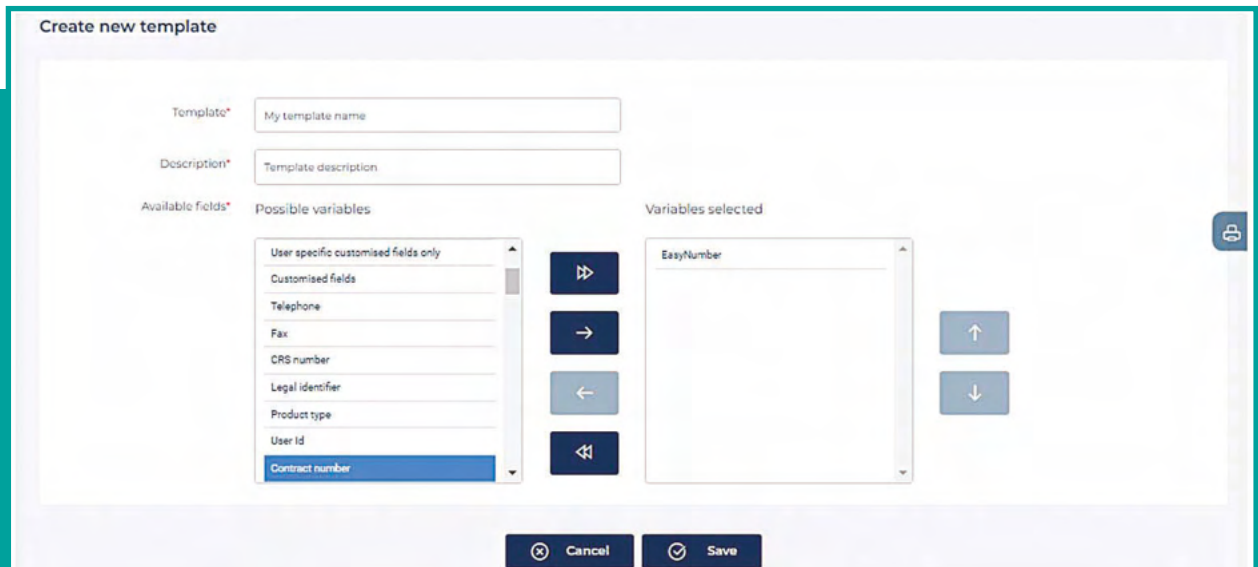 Create new template
Template*
My template name
Description*
Template description
Available fields*
Possible variables
Variables selected
User specific customised fields only
Customised fields
Telephone
Fax
CRS number
Legal identifier
Product type
User Id
Contract number
EasyNumber
Cancel
Save